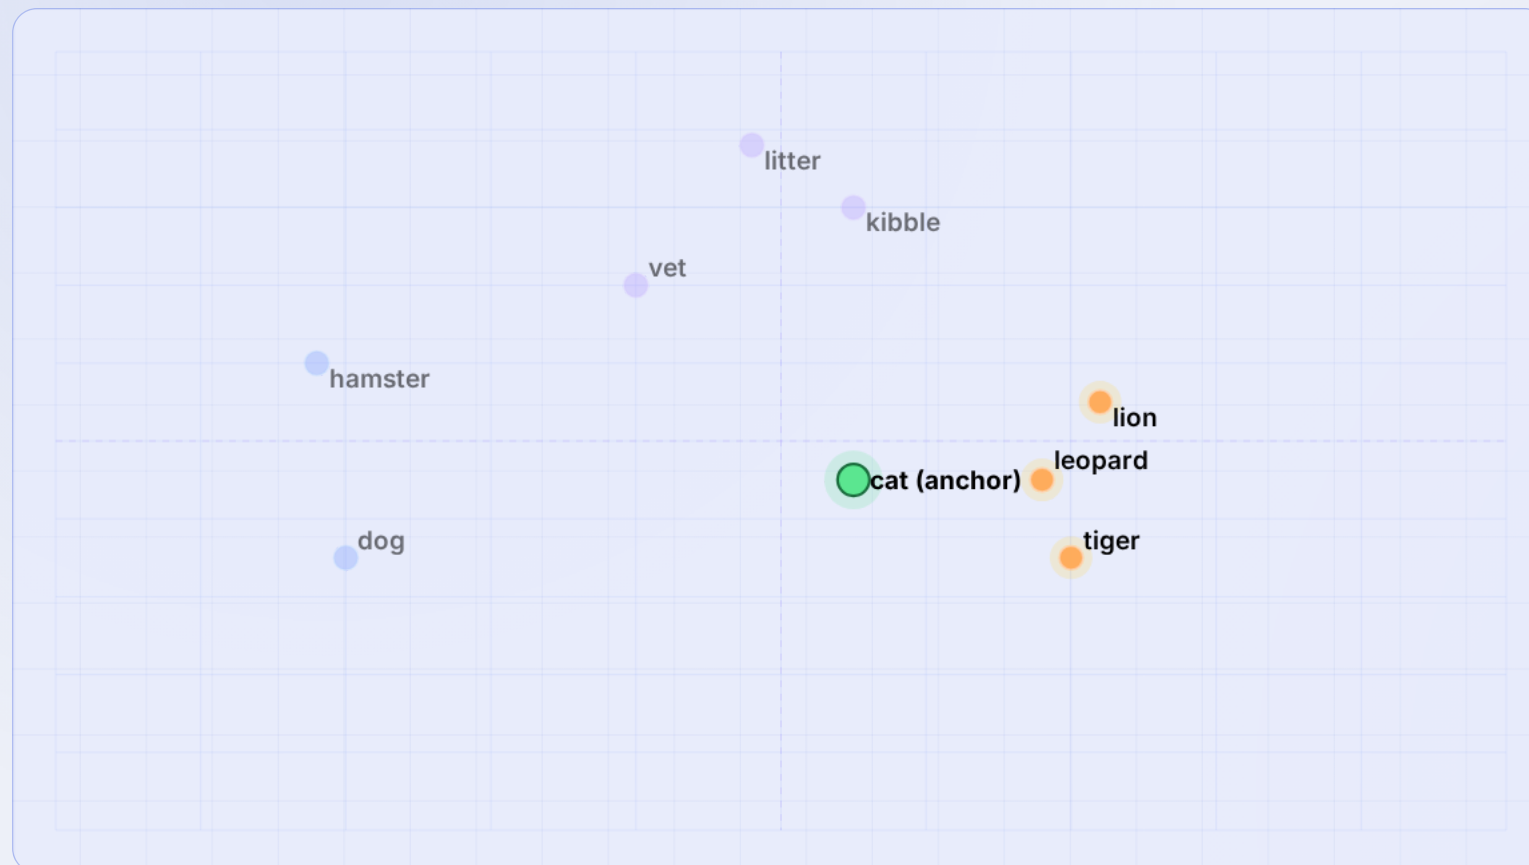 litter
kibble
vet
hamster
lion
leopard
cat (anchor)
dog
tiger